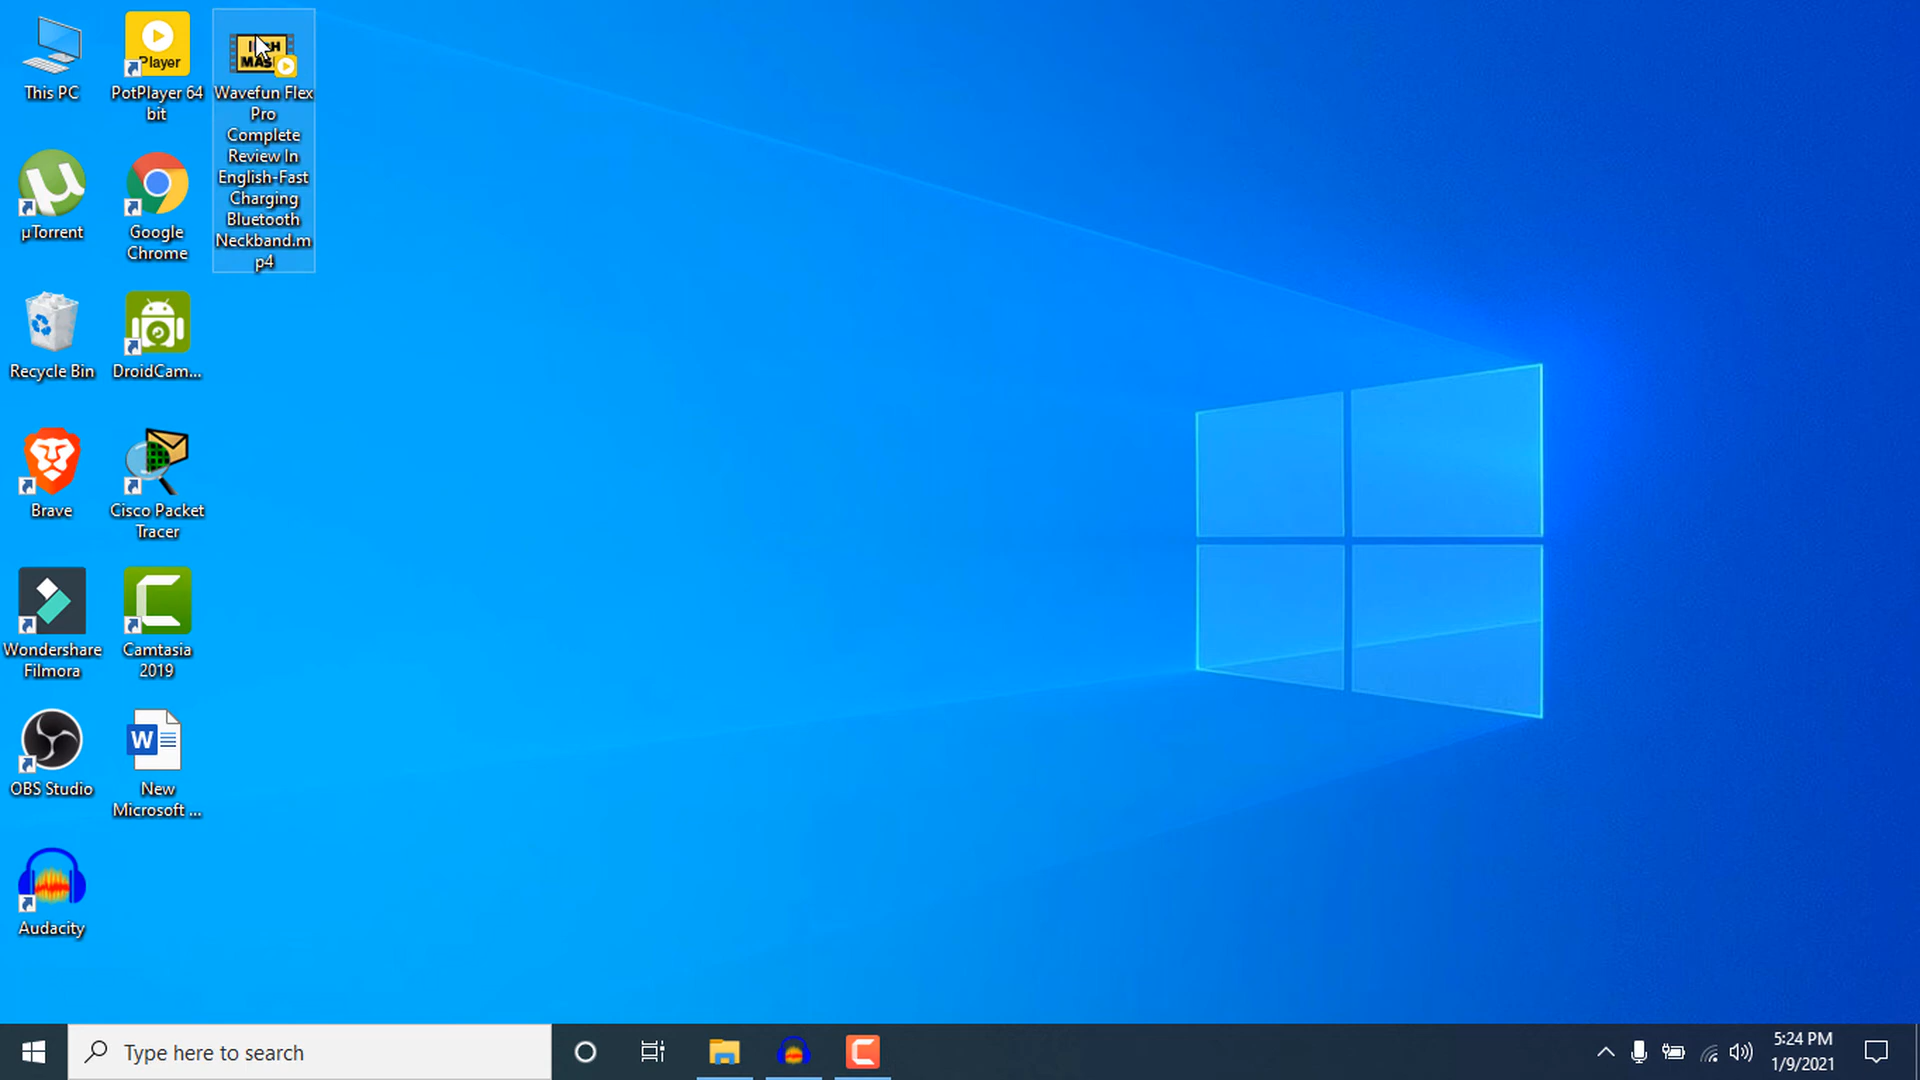 This PC
Player
PotPlayer 64
bit
MAS
Wavefun Flex
Pro
Complete
Review In
English-Fast
Charging
Bluetooth
Neckband.m
p4
µTorrent
Google
Chrome
Recycle Bin
DroidCam...
Brave
Cisco Packet
Tracer
Wondershare
Filmora
Camtasia
2019
OBS Studio
W
New
Microsoft ...
Audacity
Type here to search
5:24 PM
1/9/2021